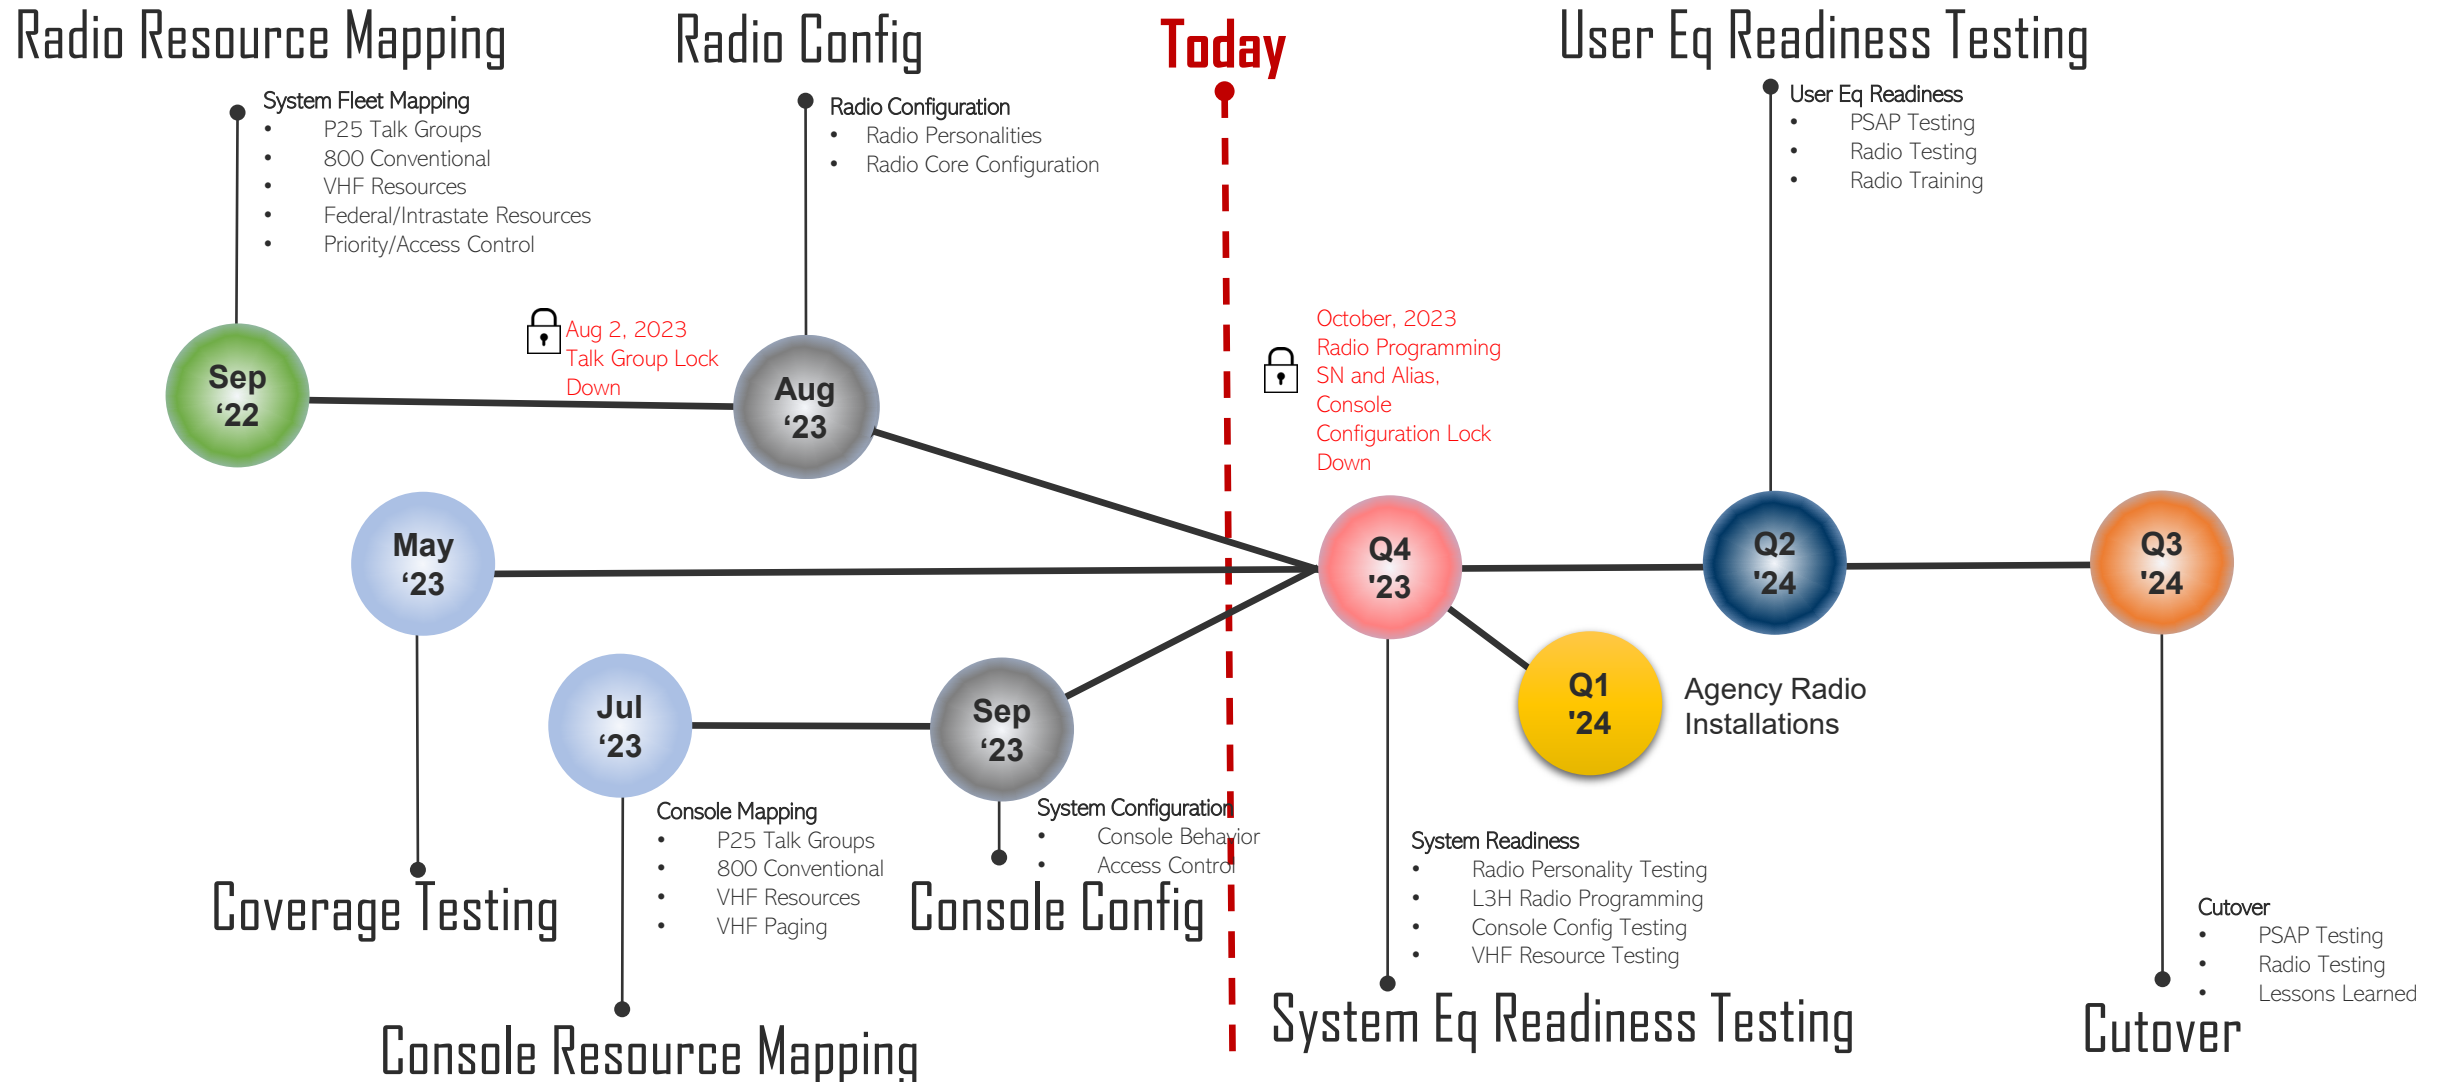 Radio Resource Mapping
System Fleet Mapping
• P25 Talk Groups
• 800 Conventional
• VHF Resources
• Federal/Intrastate Resources
• Priority/Access Control
Radio Config
Radio Configuration
• Radio Personalities
• Radio Core Configuration
Today
User Eq Readiness Testing
User Eq Readiness
• PSAP Testing
• Radio Testing
• Radio Training
Sep
‘22
Aug 2, 2023
Talk Group Lock
Down
Aug
‘23
October, 2023
Radio Programming
SN and Alias,
Console
Configuration Lock
Down
May
‘23
Q4
'23
Q2
'24
Q3
'24
Jul
‘23
Sep
‘23
Q1
'24
Agency Radio
Installations
Coverage Testing
Console Mapping
• P25 Talk Groups
• 800 Conventional
• VHF Resources
• VHF Paging
Console Resource Mapping
System Configuration
• Console Behavior
• Access Control
Console Config
System Readiness
• Radio Personality Testing
• L3H Radio Programming
• Console Config Testing
• VHF Resource Testing
System Eq Readiness Testing
Cutover
• PSAP Testing
• Radio Testing
• Lessons Learned
Cutover